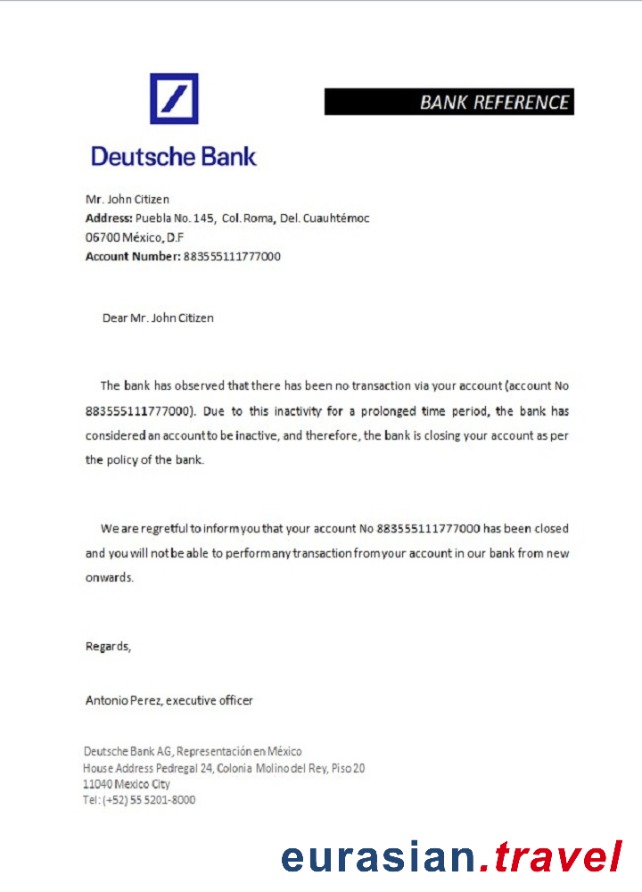 BANK REFERENCE
Deutsche Bank
Mr. John Citizen
Address: Puebla No. 145, Col. Roma, Del. Cuauhtémoc
06700 México, D.F
Account Number: 883555111777000
Dear Mr. John Citizen
The bank has observed that there has been no transaction via your account (account No
883555111777000). Due to this inactivity for a prolonged time period, the bank has
considered an account to be inactive, and therefore, the bank is closing your account as per
the policy of the bank.
We are regretful to inform you that your account No 883555111777000 has been closed
and you will not be able to perform any transaction from your account in our bank from new
onwards.
Regards,
Antonio Perez, executive officer
Deutsche Bank AG, Representación en México
House Address Pedregal 24, Colonia Molino del Rey, Piso 20
11040 Mexico City
Tel: (+52) 55 5201-8000
eurasian.travel